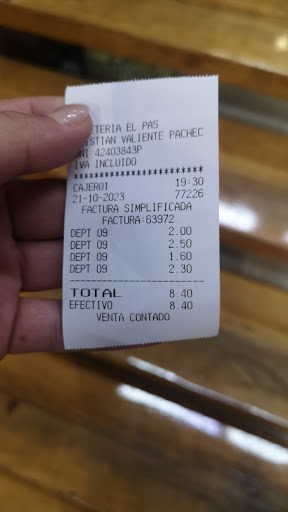 ETERIA EL PAS
STIAN VALIENTE PACHEC
DNI 42403843P
IVA INCLUIDO
*************************
CAJERO1 19:30
21-10-2023 77226
FACTURA SIMPLIFICADA
FACTURA:63972
DEPT 09 2.00
DEPT 09 2.50
DEPT 09 1.60
DEPT 09 2.30
------------------------
TOTAL 8.40
EFECTIVO 8.40
VENTA CONTADO